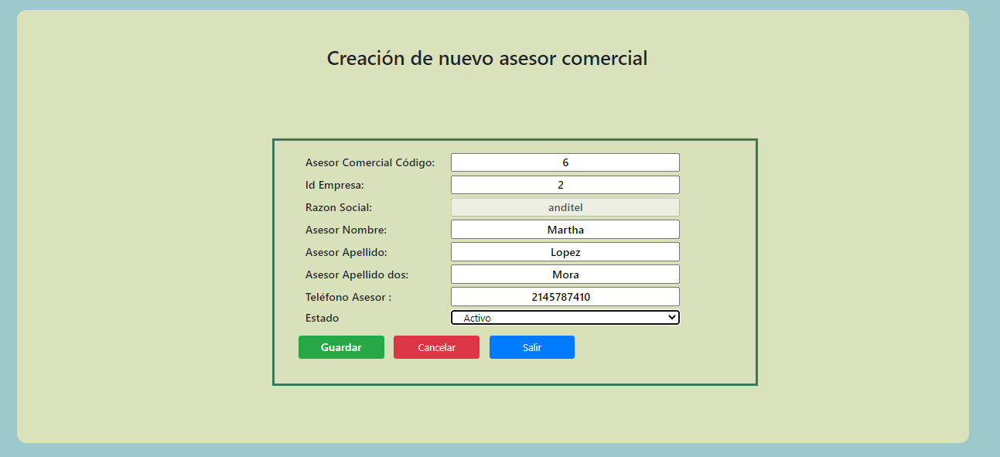 Creación de nuevo asesor comercial
Asesor Comercial Código: 6
Id Empresa: 2
Razon Social: anditel
Asesor Nombre: Martha
Asesor Apellido: Lopez
Asesor Apellido dos: Mora
Teléfono Asesor : 2145787410
Estado Activo
Guardar Cancelar Salir